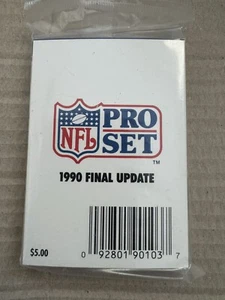 NFL
PRO
SET
TM
1990 FINAL UPDATE
$5.00
0 92801 90103 7